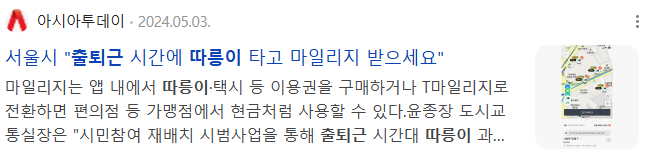 아시아투데이 · 2024.05.03.
서울시 "출퇴근 시간에 따릉이 타고 마일리지 받으세요"
마일리지는 앱 내에서 따릉이·택시 등 이용권을 구매하거나 T마일리지로
전환하면 편의점 등 가맹점에서 현금처럼 사용할 수 있다.윤종장 도시교
통실장은 "시민참여 재배치 시범사업을 통해 출퇴근 시간대 따릉이 과...